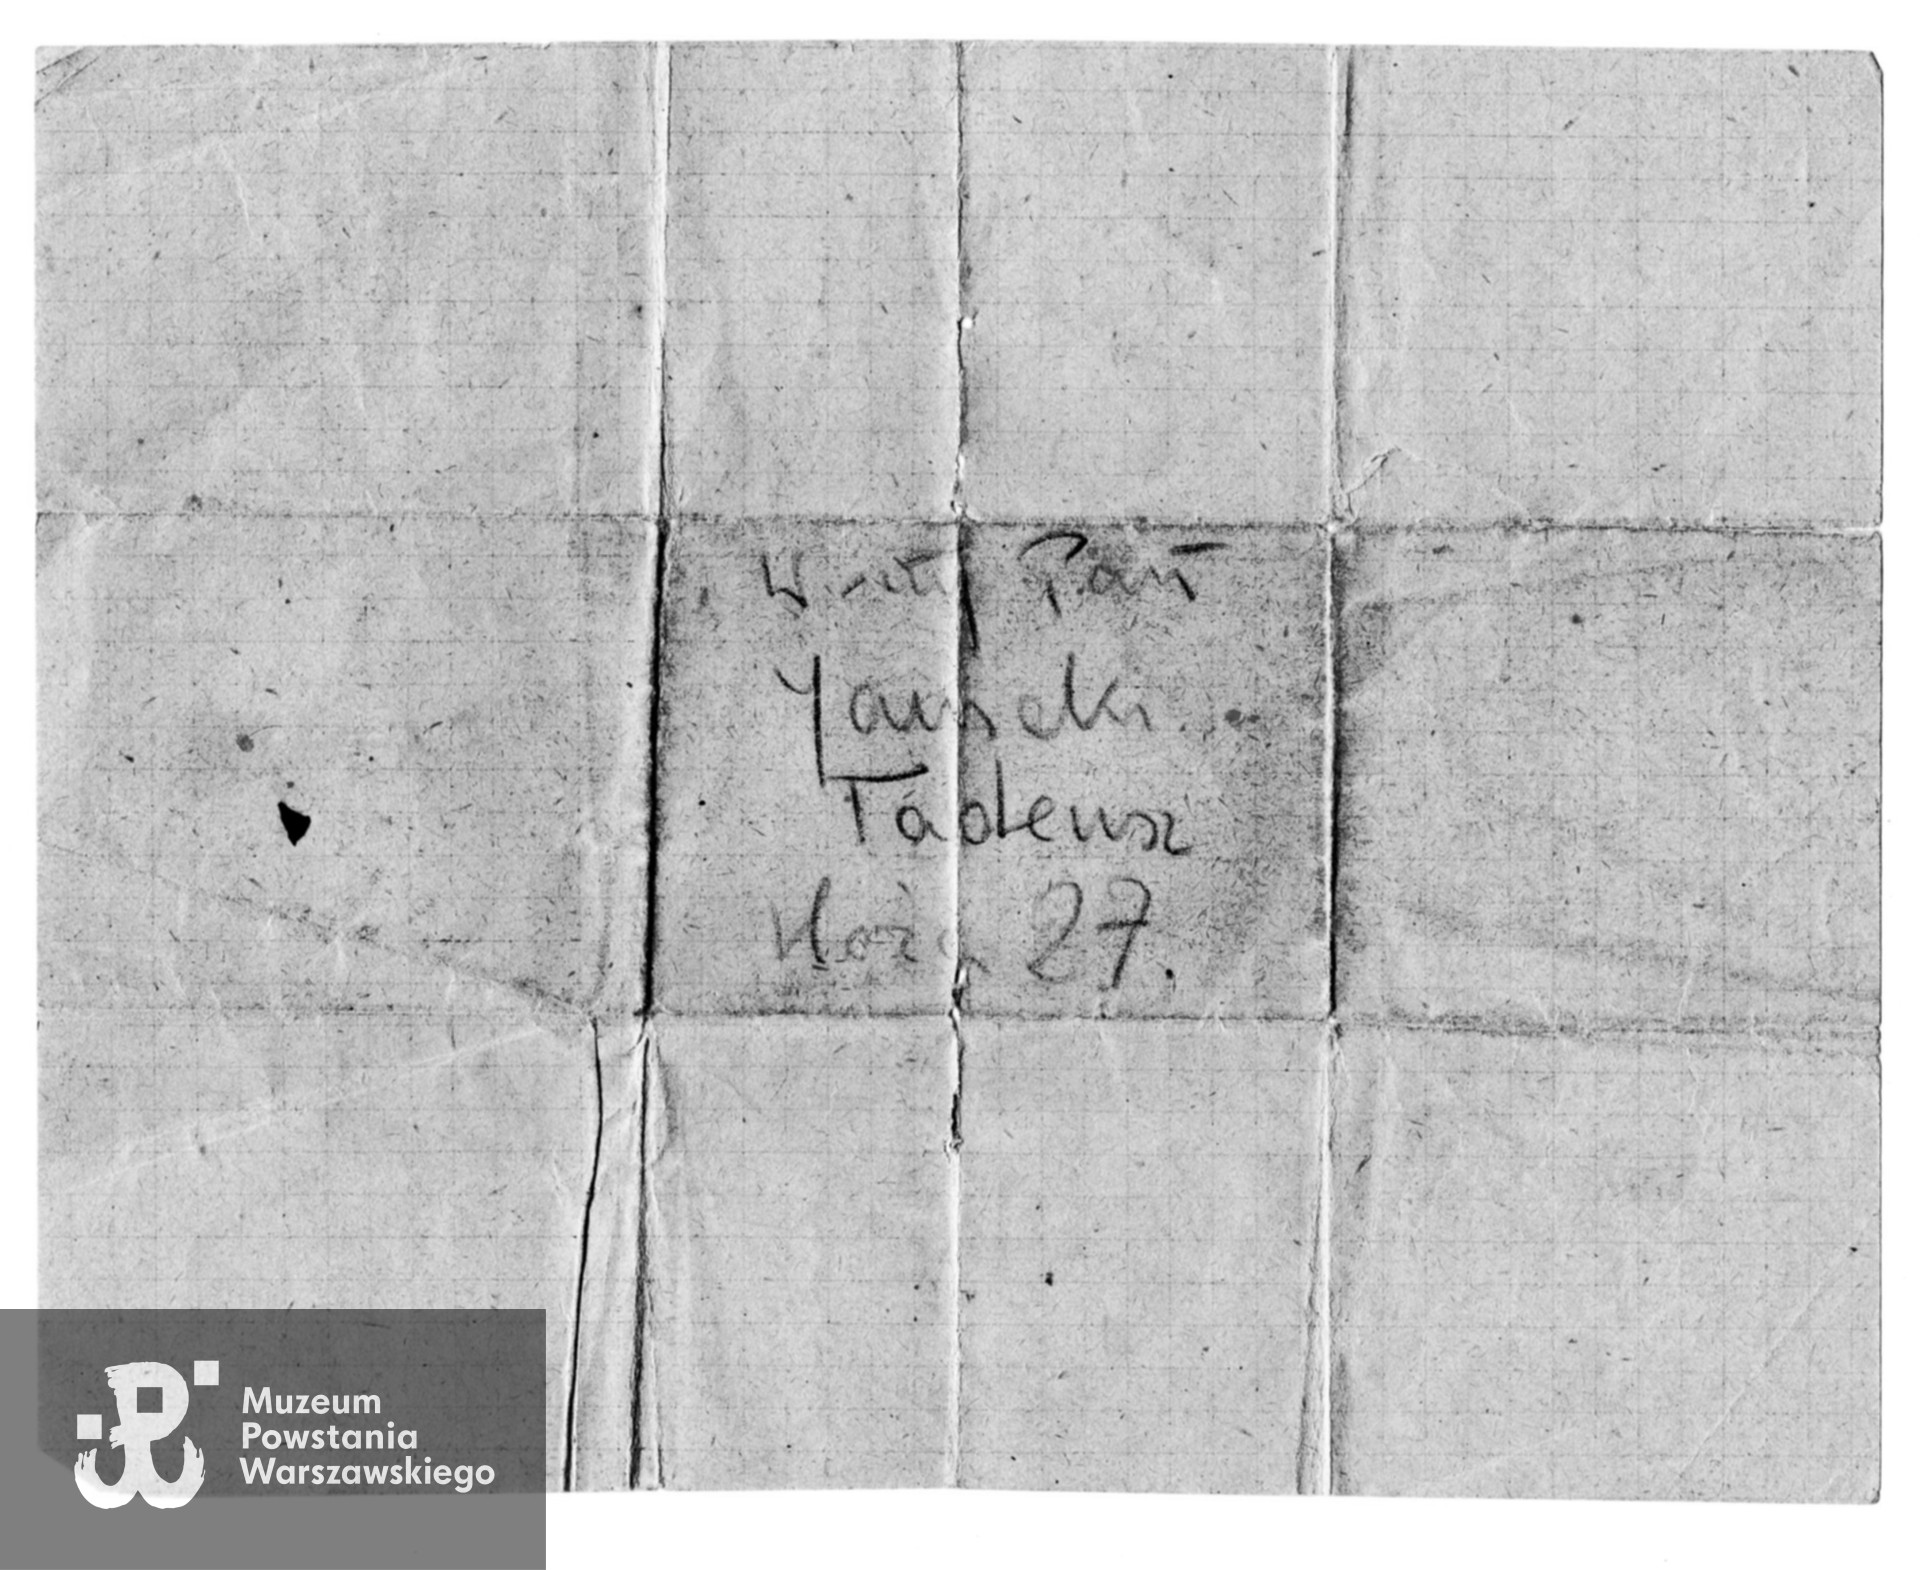 Pan
Tadeusz
Hoża 27.
Muzeum
Powstania
Warszawskiego